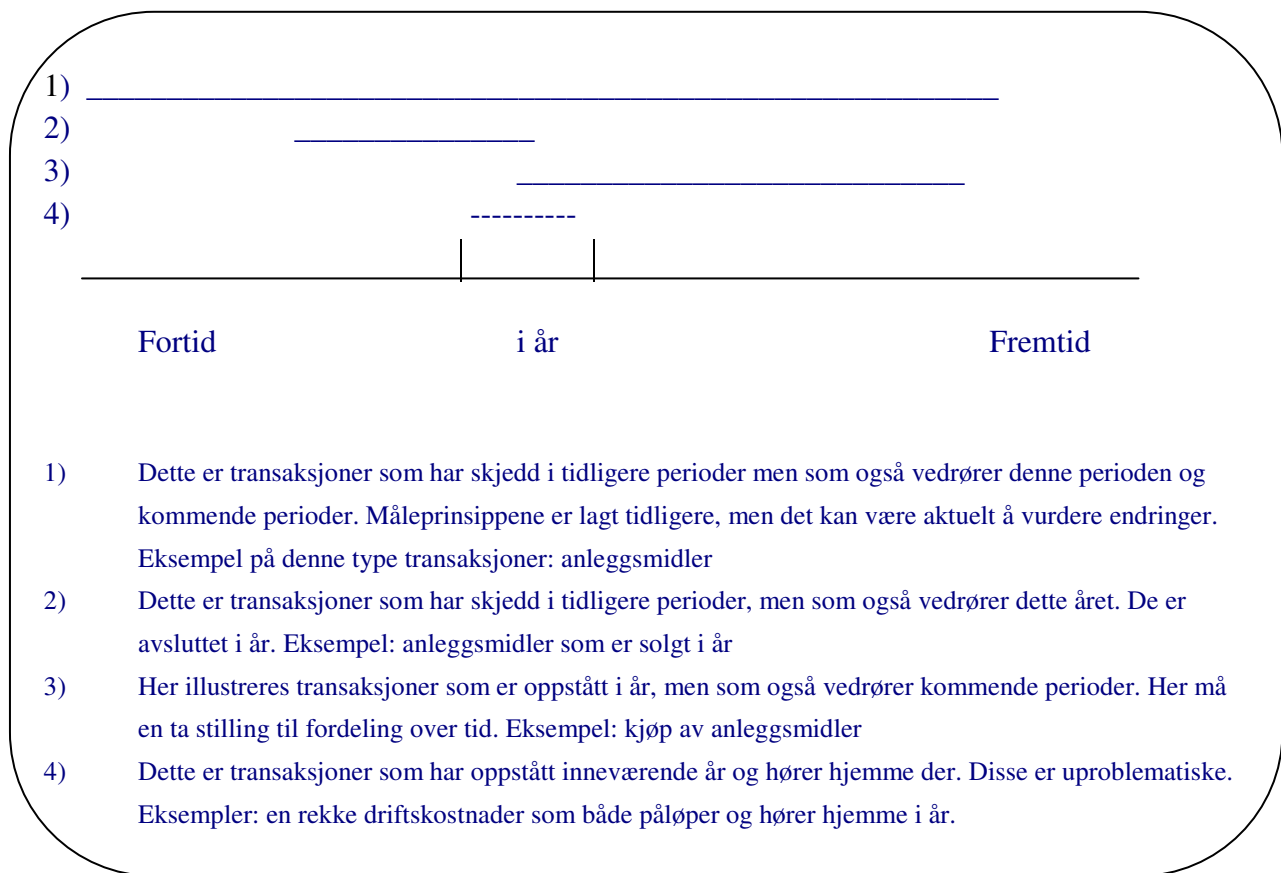 1) _________________________________________________________
2) _______________
3) ____________________________
4) ----------
Fortid i år Fremtid
1) Dette er transaksjoner som har skjedd i tidligere perioder men som også vedrører denne perioden og
kommende perioder. Måleprinsippene er lagt tidligere, men det kan være aktuelt å vurdere endringer.
Eksempel på denne type transaksjoner: anleggsmidler
2) Dette er transaksjoner som har skjedd i tidligere perioder, men som også vedrører dette året. De er
avsluttet i år. Eksempel: anleggsmidler som er solgt i år
3) Her illustreres transaksjoner som er oppstått i år, men som også vedrører kommende perioder. Her må
en ta stilling til fordeling over tid. Eksempel: kjøp av anleggsmidler
4) Dette er transaksjoner som har oppstått inneværende år og hører hjemme der. Disse er uproblematiske.
Eksempler: en rekke driftskostnader som både påløper og hører hjemme i år.